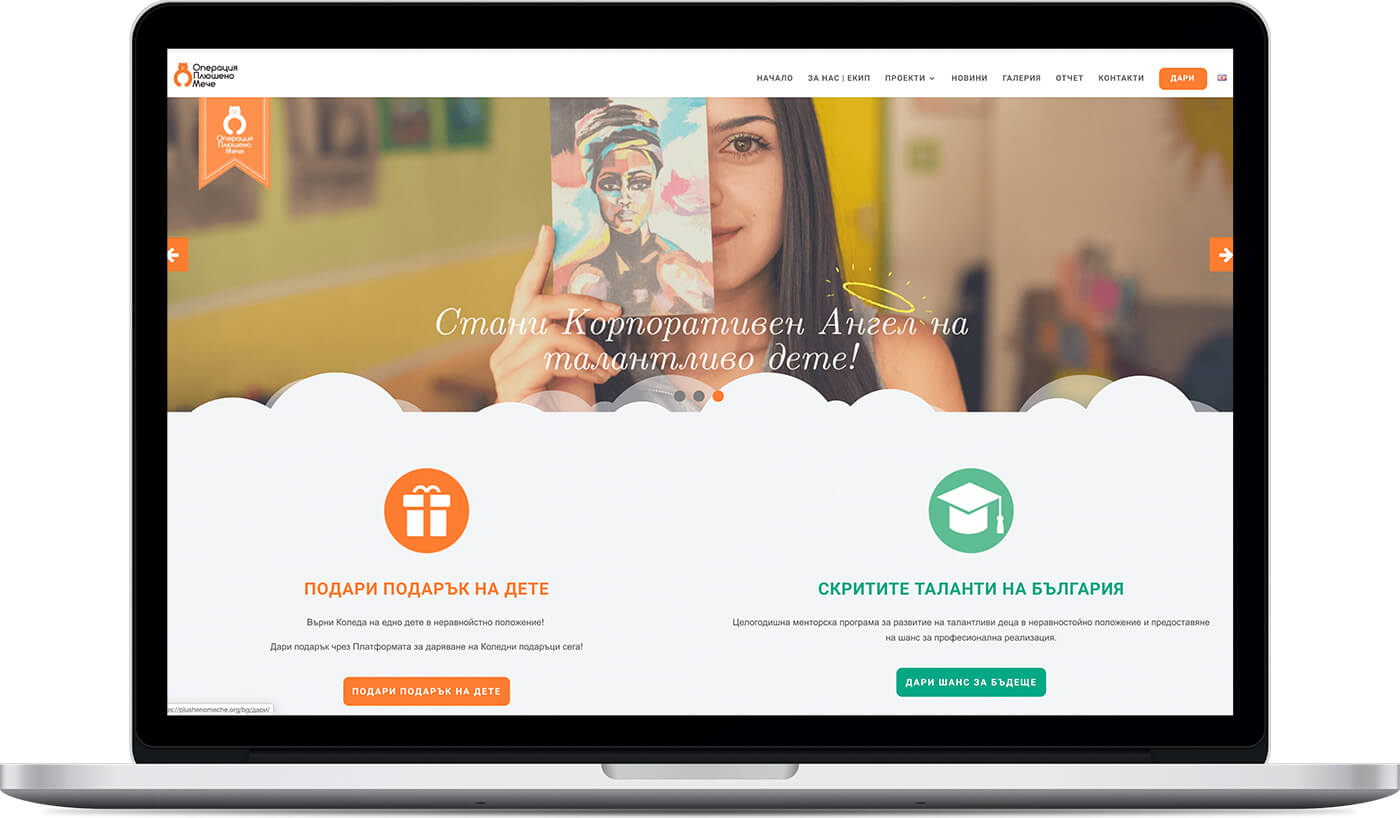 Операция
Плюшено
Мече
НАЧАЛО ЗА НАС | ЕКИП ПРОЕКТИ НОВИНИ ГАЛЕРИЯ ОТЧЕТ КОНТАКТИ ДАРИ
Операция
Плюшено
Мече
Стани Корпоративен Ангел на
талантливо дете!
ПОДАРИ ПОДАРЪК НА ДЕТЕ
Върни Коледа на едно дете в неравнойстно положение!
Дари подарък чрез Платформата за даряване на Коледни подаръци сега!
ПОДАРИ ПОДАРЪК НА ДЕТЕ
СКРИТИТЕ ТАЛАНТИ НА БЪЛГАРИЯ
Целогодишна менторска програма за развитие на талантливи деца в неравностойно положение и предоставяне
на шанс за професионална реализация.
ДАРИ ШАНС ЗА БЪДЕЩЕ
ps://plushenomeche.org/bg/дари/